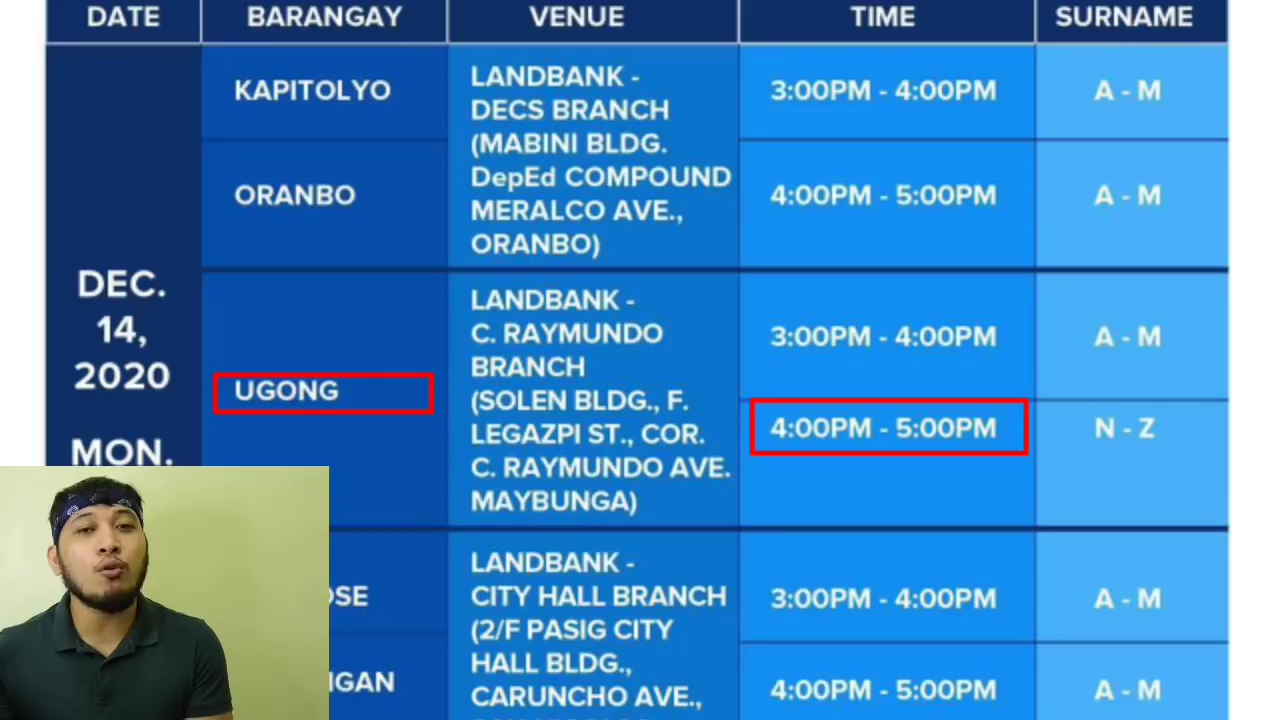 DATE BARANGAY VENUE TIME SURNAME
KAPITOLYO
LANDBANK -
DECS BRANCH
(MABINI BLDG.
DepEd COMPOUND
MERALCO AVE.,
ORANBO)
3:00PM - 4:00PM A - M
ORANBO
4:00PM - 5:00PM A - M
DEC.
14,
2020
MON.
UGONG
LANDBANK -
C. RAYMUNDO
BRANCH
(SOLEN BLDG., F.
LEGAZPI ST., COR.
C. RAYMUNDO AVE.
MAYBUNGA)
3:00PM - 4:00PM A - M
4:00PM - 5:00PM N - Z
LANDBANK -
CITY HALL BRANCH
(2/F PASIG CITY
HALL BLDG.,
CARUNCHO AVE.,
3:00PM - 4:00PM A - M
4:00PM - 5:00PM A - M